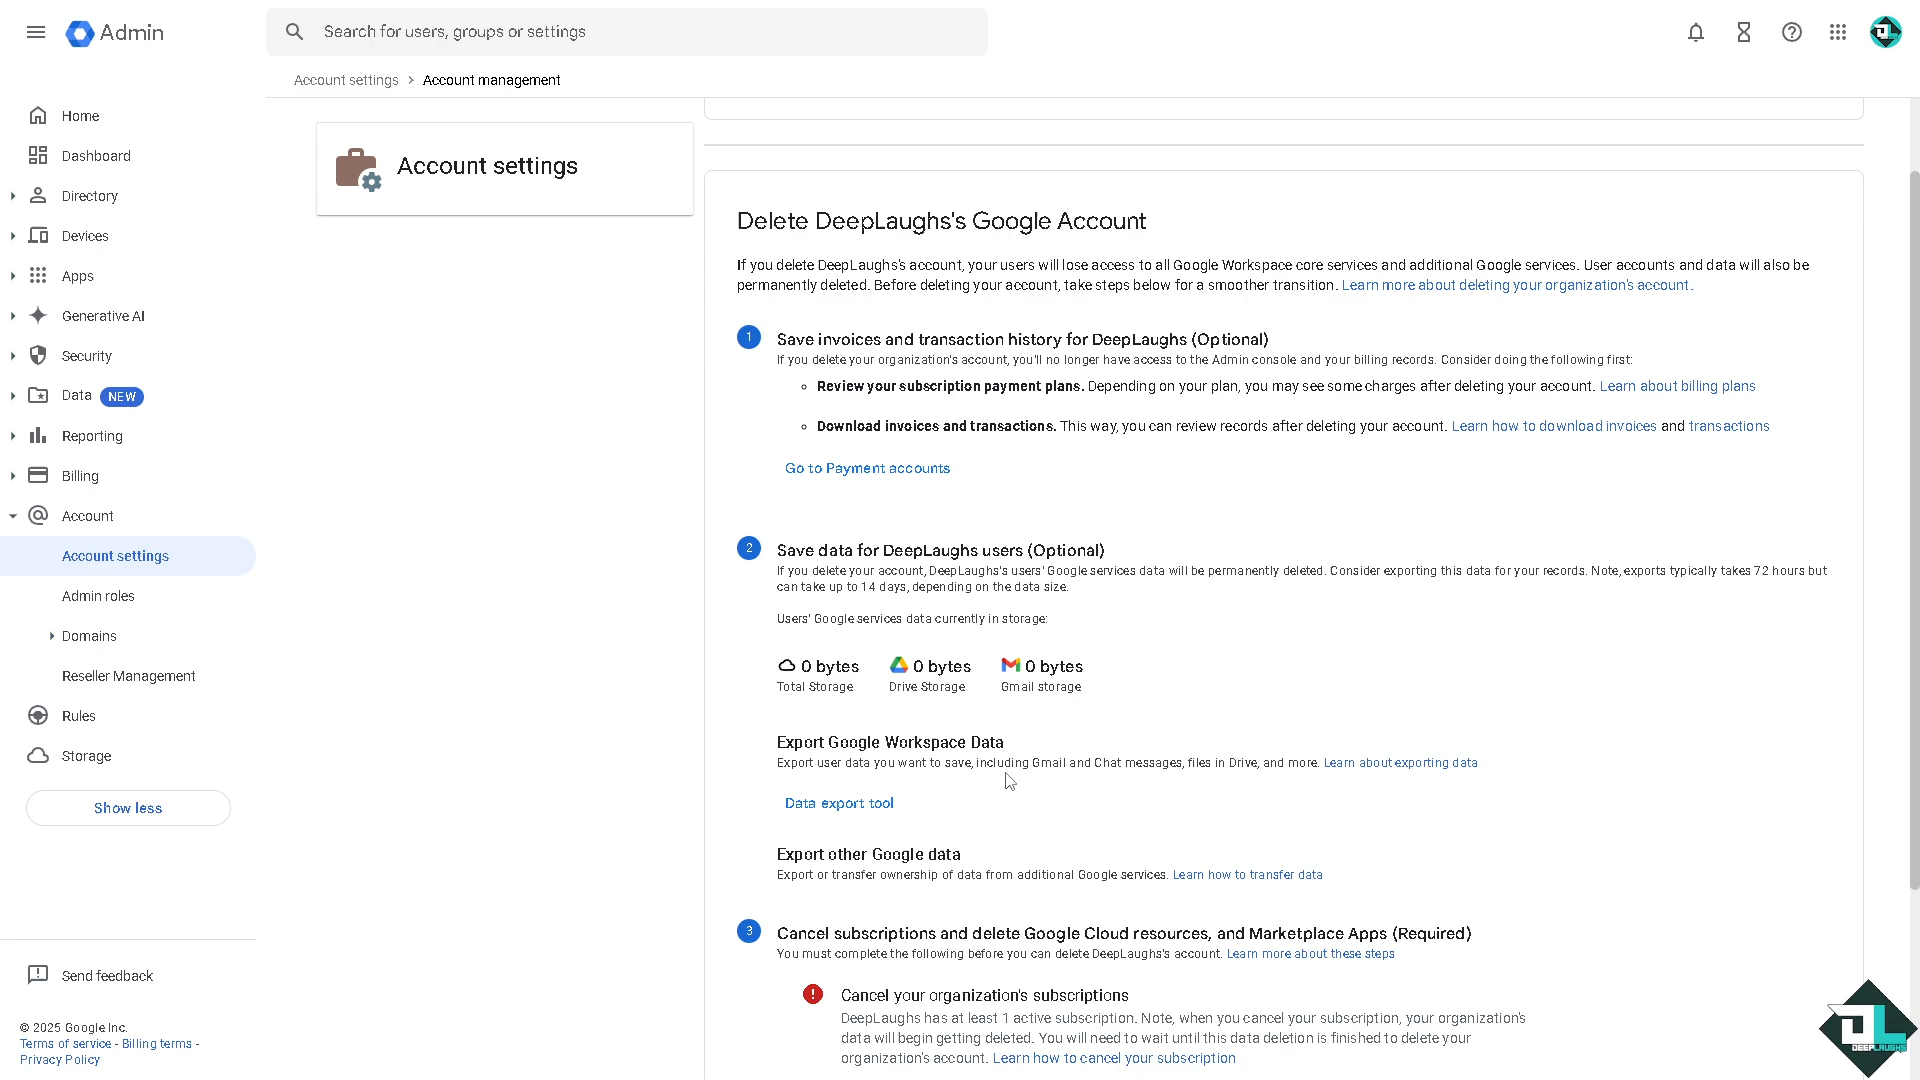 Admin
Search for users, groups or settings
Account settings > Account management
Home
Dashboard
Directory
Devices
Apps
Generative AI
Security
Data NEW
Reporting
Billing
Account
Account settings
Admin roles
Domains
Reseller Management
Rules
Storage
Show less
Send feedback
© 2025 Google Inc.
Terms of service - Billing terms -
Privacy Policy
Account settings
Delete DeepLaughs's Google Account
If you delete DeepLaughs's account, your users will lose access to all Google Workspace core services and additional Google services. User accounts and data will also be
permanently deleted. Before deleting your account, take steps below for a smoother transition. Learn more about deleting your organization's account.
1 Save invoices and transaction history for DeepLaughs (Optional)
If you delete your organization's account, you'll no longer have access to the Admin console and your billing records. Consider doing the following first:
Review your subscription payment plans. Depending on your plan, you may see some charges after deleting your account. Learn about billing plans
Download invoices and transactions. This way, you can review records after deleting your account. Learn how to download invoices and transactions
Go to Payment accounts
2 Save data for DeepLaughs users (Optional)
If you delete your account, DeepLaughs's users' Google services data will be permanently deleted. Consider exporting this data for your records. Note, exports typically takes 72 hours but
can take up to 14 days, depending on the data size.
Users' Google services data currently in storage:
0 bytes 0 bytes 0 bytes
Total Storage Drive Storage Gmail storage
Export Google Workspace Data
Export user data you want to save, including Gmail and Chat messages, files in Drive, and more. Learn about exporting data
Data export tool
Export other Google data
Export or transfer ownership of data from additional Google services. Learn how to transfer data
3 Cancel subscriptions and delete Google Cloud resources, and Marketplace Apps (Required)
You must complete the following before you can delete DeepLaughs's account. Learn more about these steps
Cancel your organization's subscriptions
DeepLaughs has at least 1 active subscription. Note, when you cancel your subscription, your organization's
data will begin getting deleted. You will need to wait until this data deletion is finished to delete your
organization's account. Learn how to cancel your subscription
DL
DEEPLAUGHS